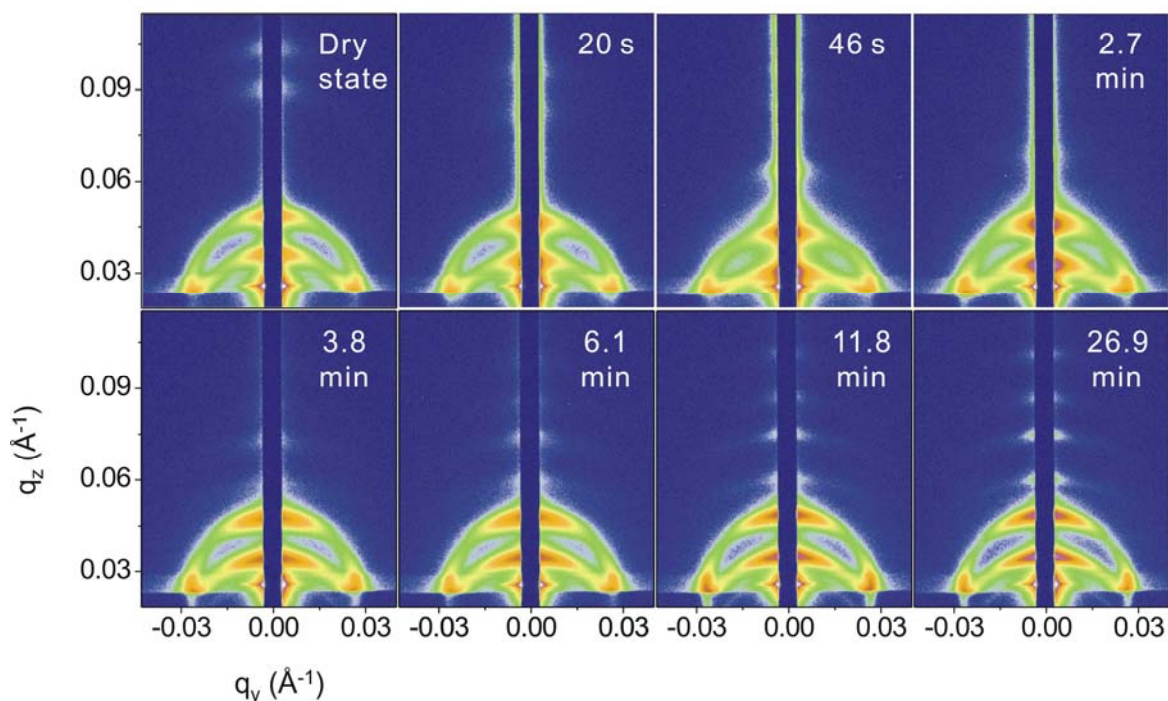 Dry
state
20 s
46 s
2.7
min
0.09
0.06
0.03
3.8
min
6.1
min
11.8
min
26.9
min
0.09
0.06
0.03
q_z (Å⁻¹)
-0.03 0.00 0.03 -0.03 0.00 0.03 -0.03 0.00 0.03 -0.03 0.00 0.03
q_y (Å⁻¹)